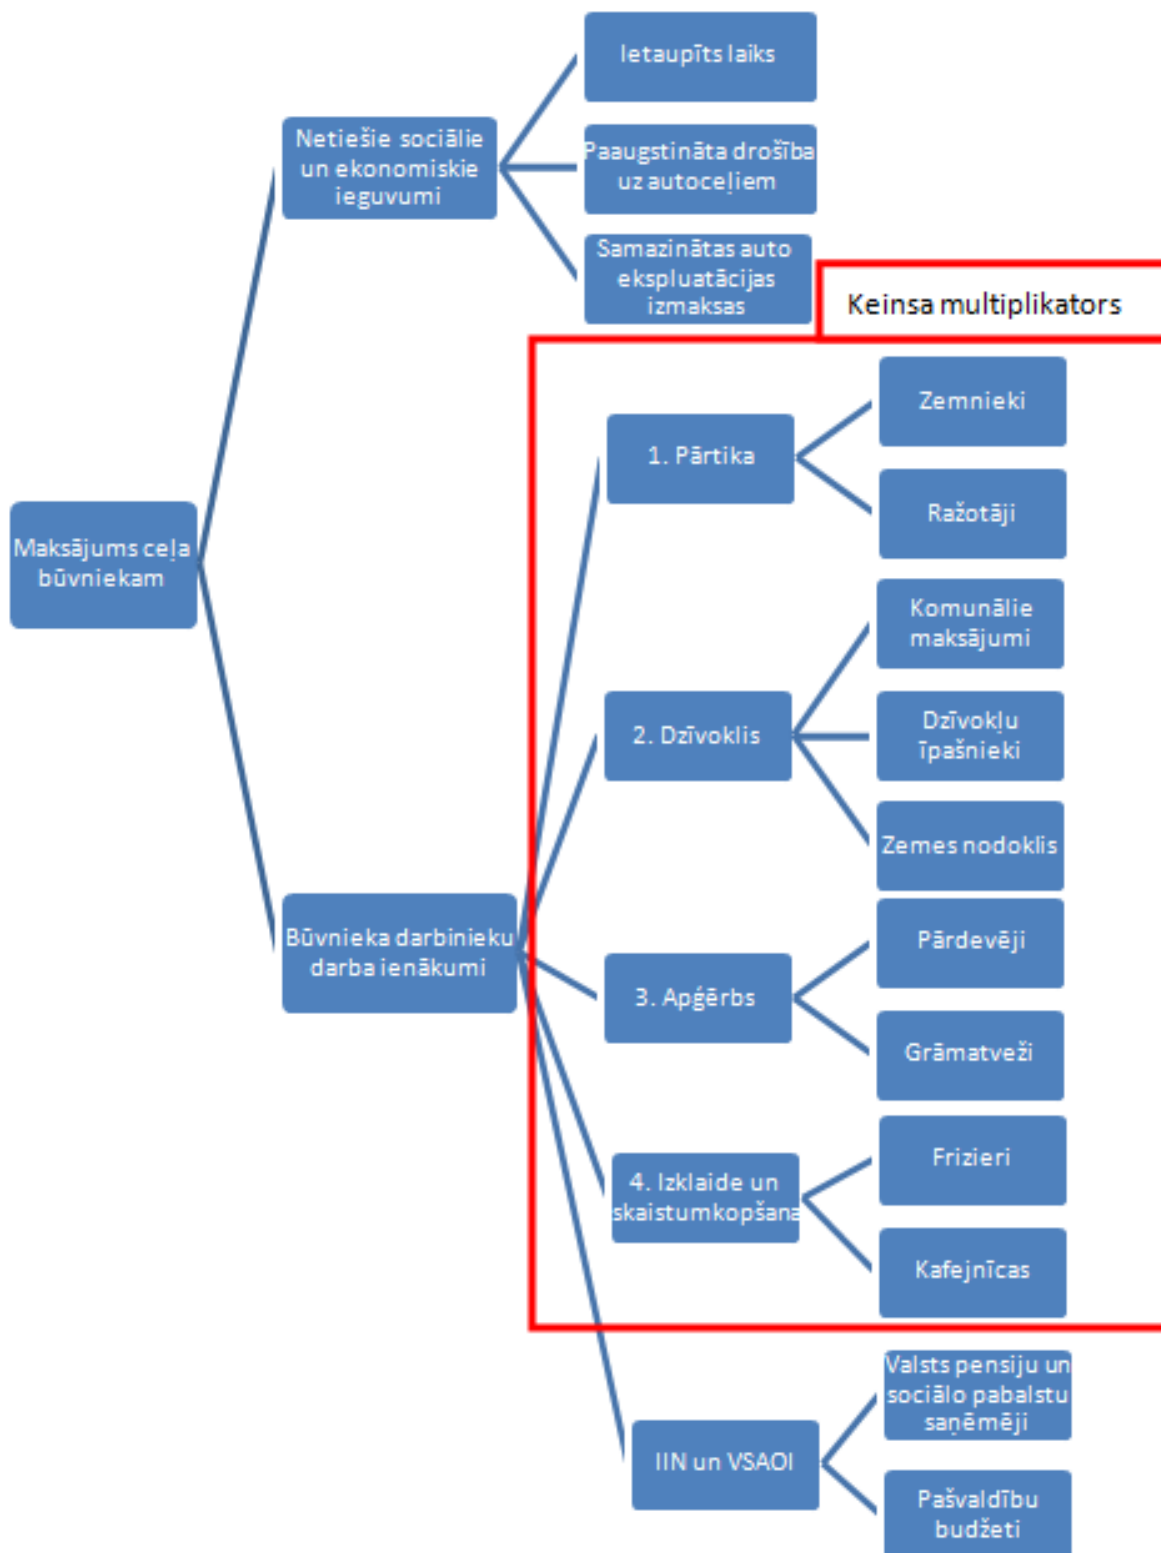 Ietaupīts laiks
Netiešie sociālie
un ekonomiskie
ieguvumi
Paaugstināta drošība
uz autoceļiem
Samazinātas auto
ekspluatācijas
izmaksas
Keinsa multiplikators
Zemnieki
1. Pārtika
Ražotāji
Maksājums ceļa
būvniekam
Komunālie
maksājumi
2. Dzīvoklis
Dzīvokļu
īpašnieki
Zemes nodoklis
Būvnieka darbinieku
darba ienākumi
Pārdevēji
3. Apģērbs
Grāmatveži
Frizieri
4. Izklaide un
skaistumkopšana
Kafejnīcas
Valsts pensiju un
sociālo pabalstu
saņēmēji
IIN un VSAOI
Pašvaldību
budžeti